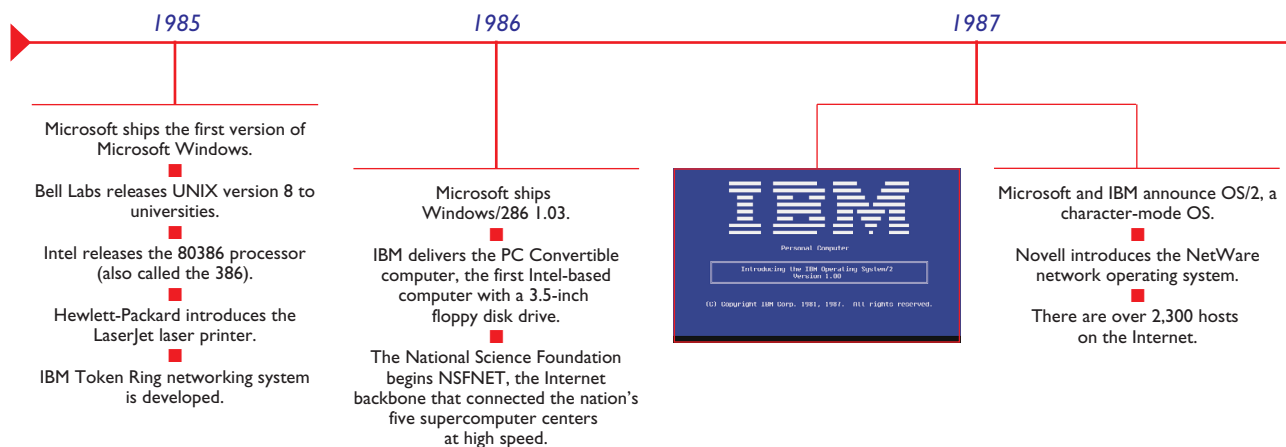 1985
1986
1987
Microsoft ships the first version of
Microsoft Windows.
Bell Labs releases UNIX version 8 to
universities.
Intel releases the 80386 processor
(also called the 386).
Hewlett-Packard introduces the
LaserJet laser printer.
IBM Token Ring networking system
is developed.
Microsoft ships
Windows/286 1.03.
IBM delivers the PC Convertible
computer, the first Intel-based
computer with a 3.5-inch
floppy disk drive.
The National Science Foundation
begins NSFNET, the Internet
backbone that connected the nation's
five supercomputer centers
at high speed.
IBM
Personal Computer
Introducing the IBM Operating System/2
Version 1.00
(C) Copyright IBM Corp. 1981, 1987. All rights reserved.
Microsoft and IBM announce OS/2, a
character-mode OS.
Novell introduces the NetWare
network operating system.
There are over 2,300 hosts
on the Internet.